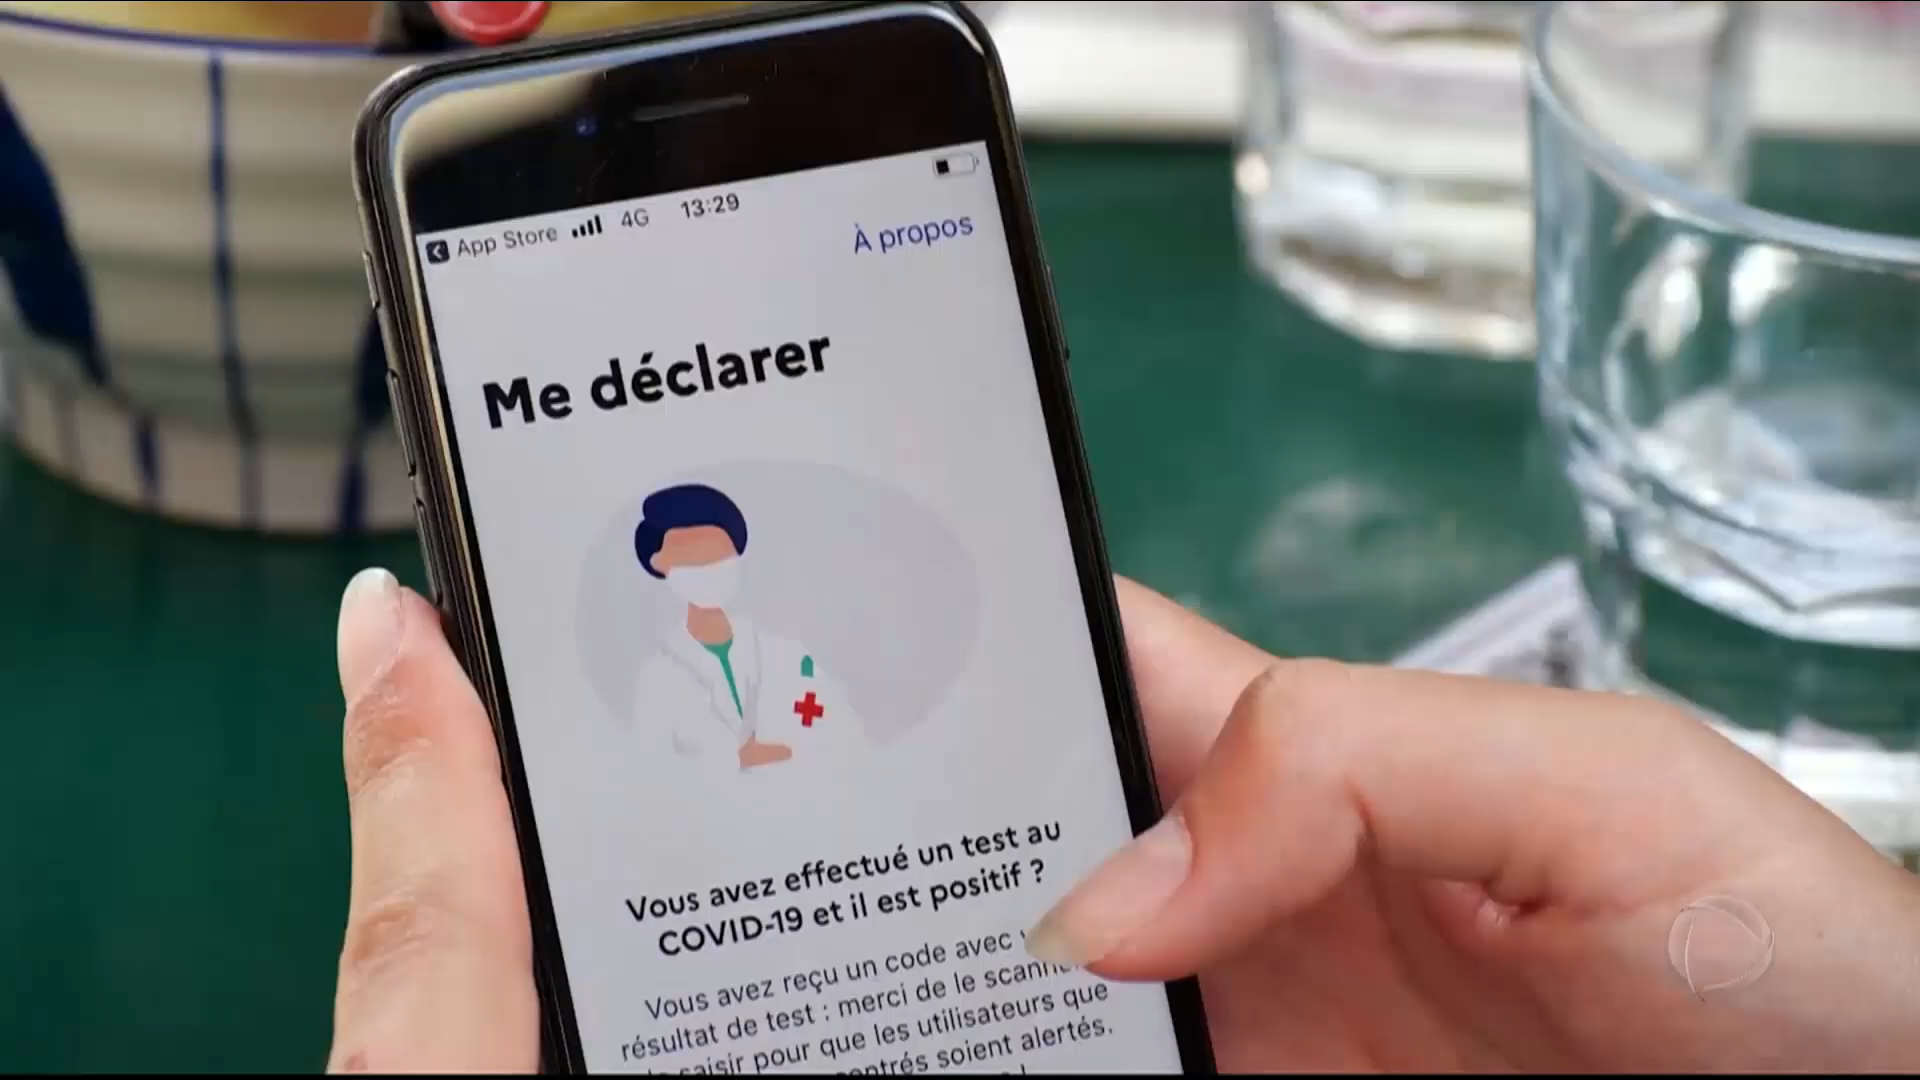 App Store 4G 13:29
À propos
Me déclarer
Vous avez effectué un test au
COVID-19 et il est positif ?
Vous avez reçu un code avec
résultat de test : merci de le
saisir pour que les utilisateurs que
soient alertés.